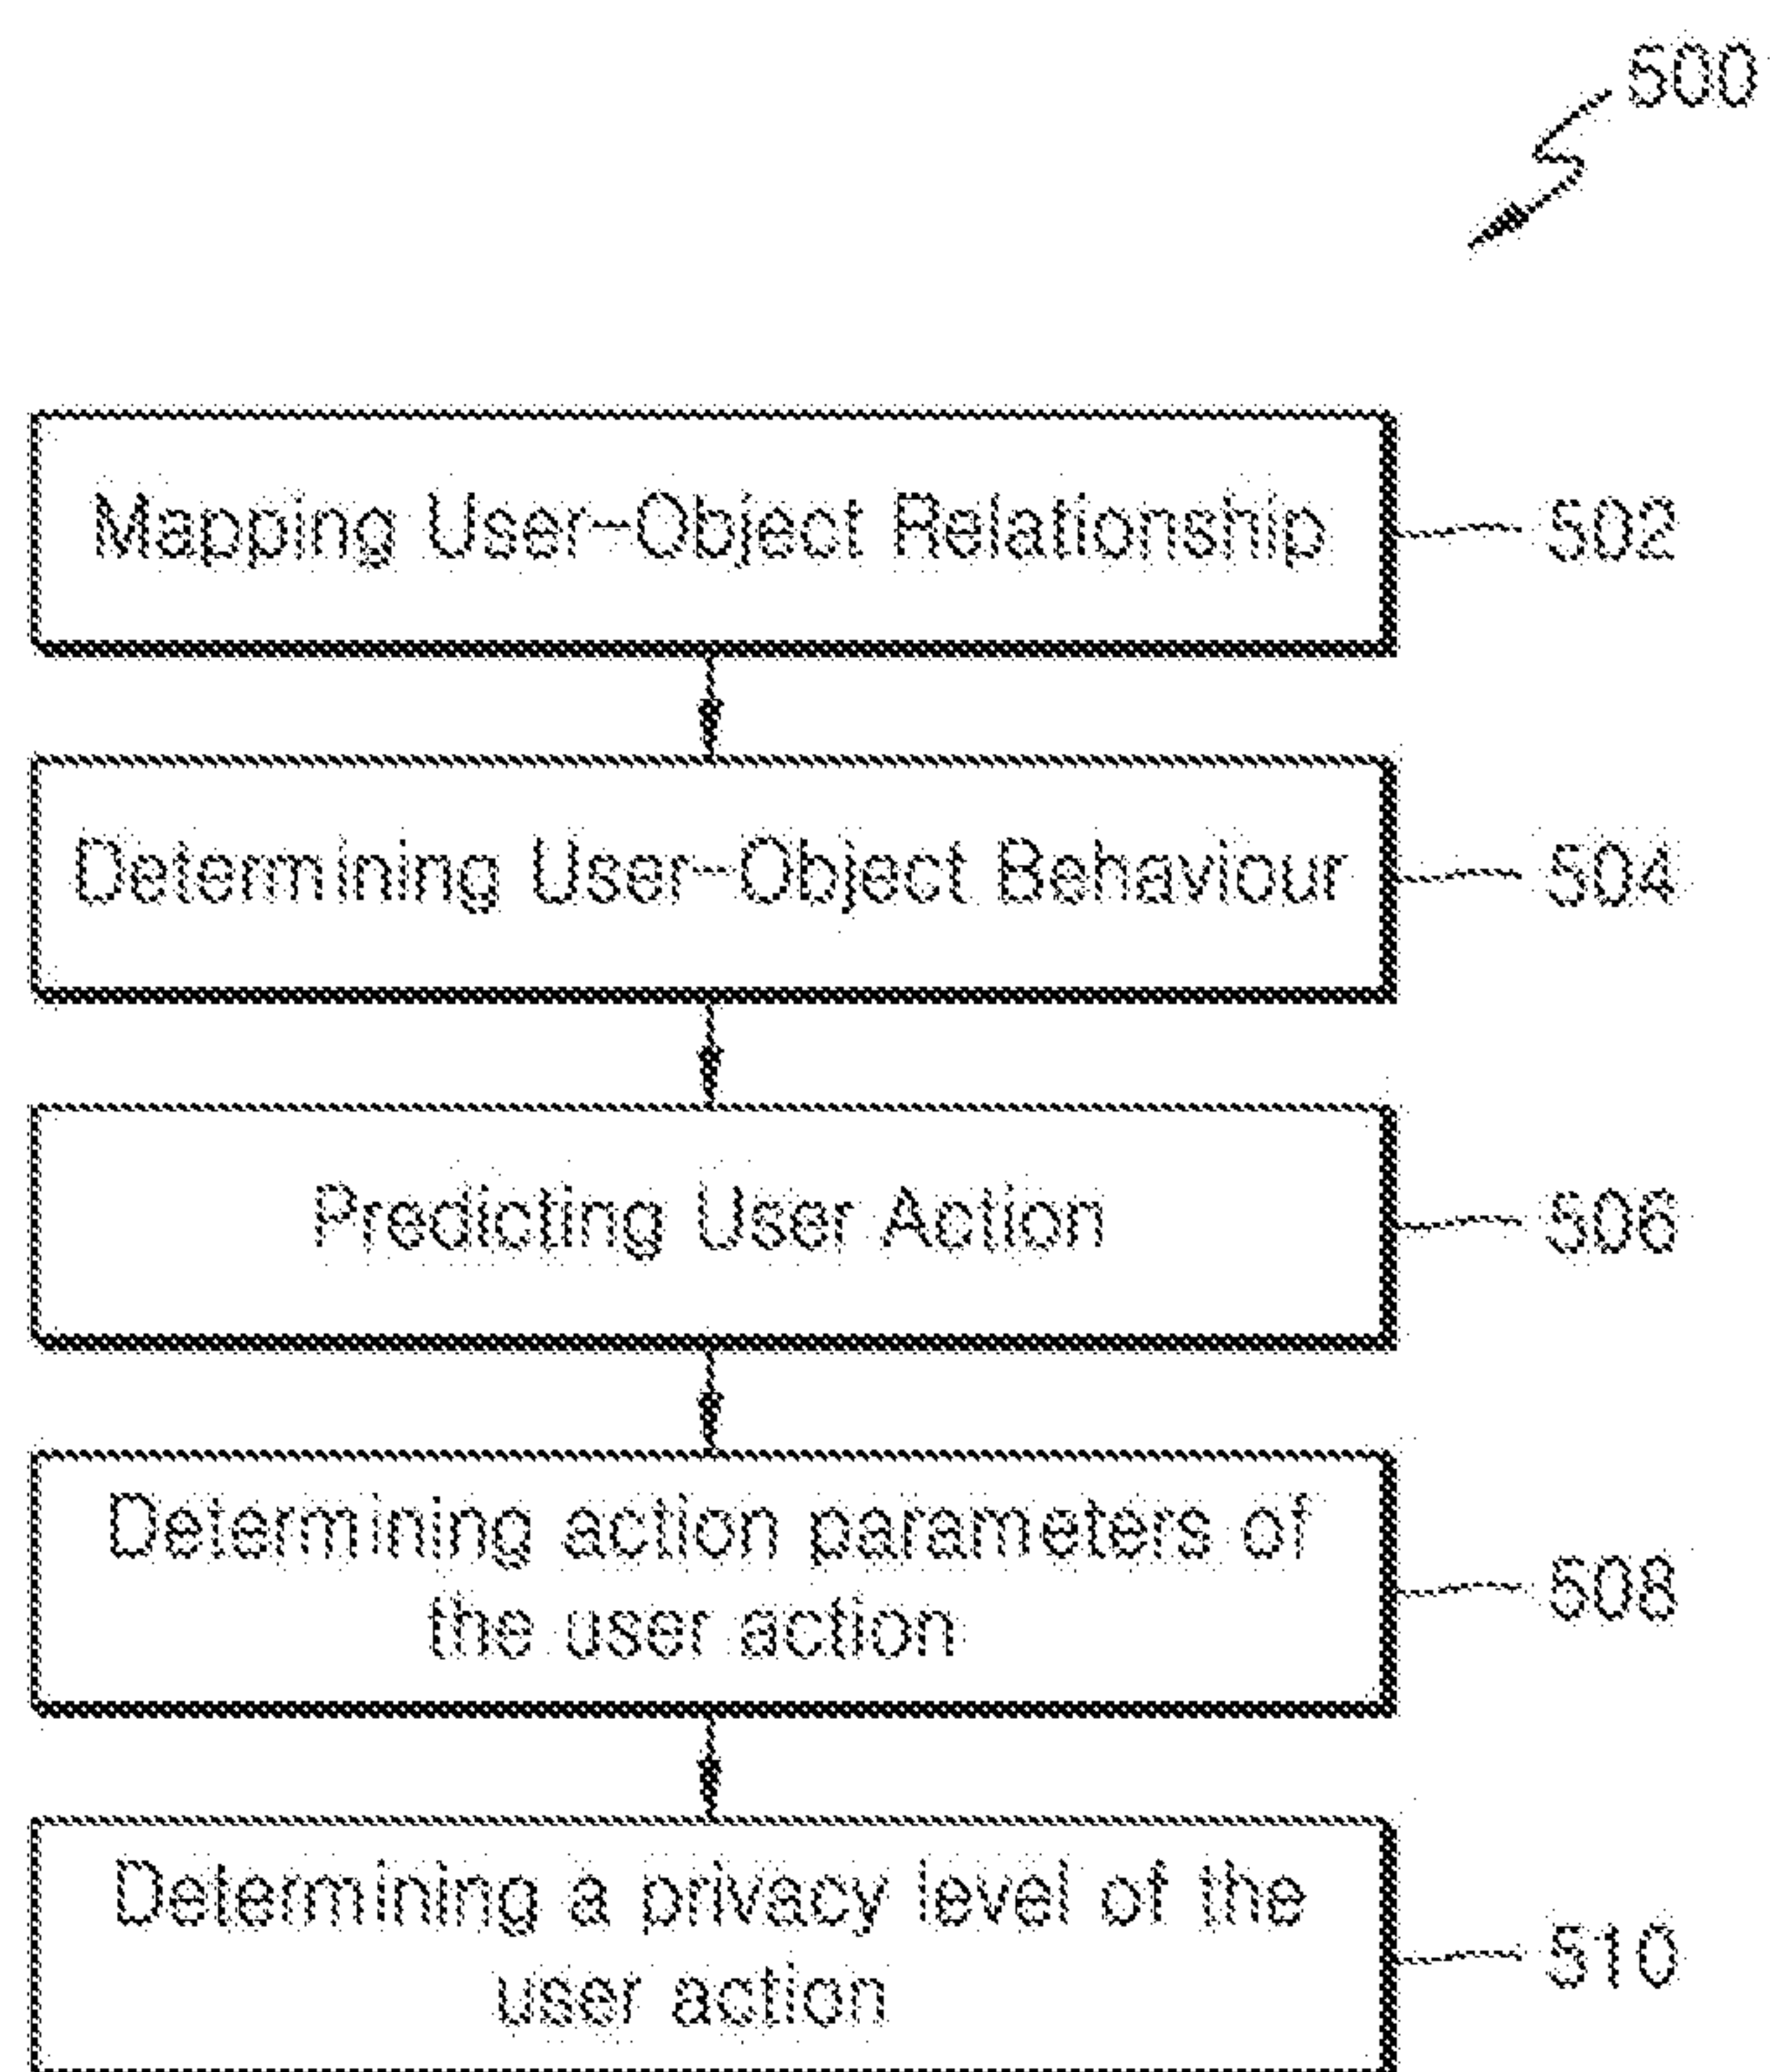 500
Mapping User-Object Relationship
502
Determining User-Object Behaviour
504
Predicting User Action
506
Determining action parameters of
the user action
508
Determining a privacy level of the
user action
510